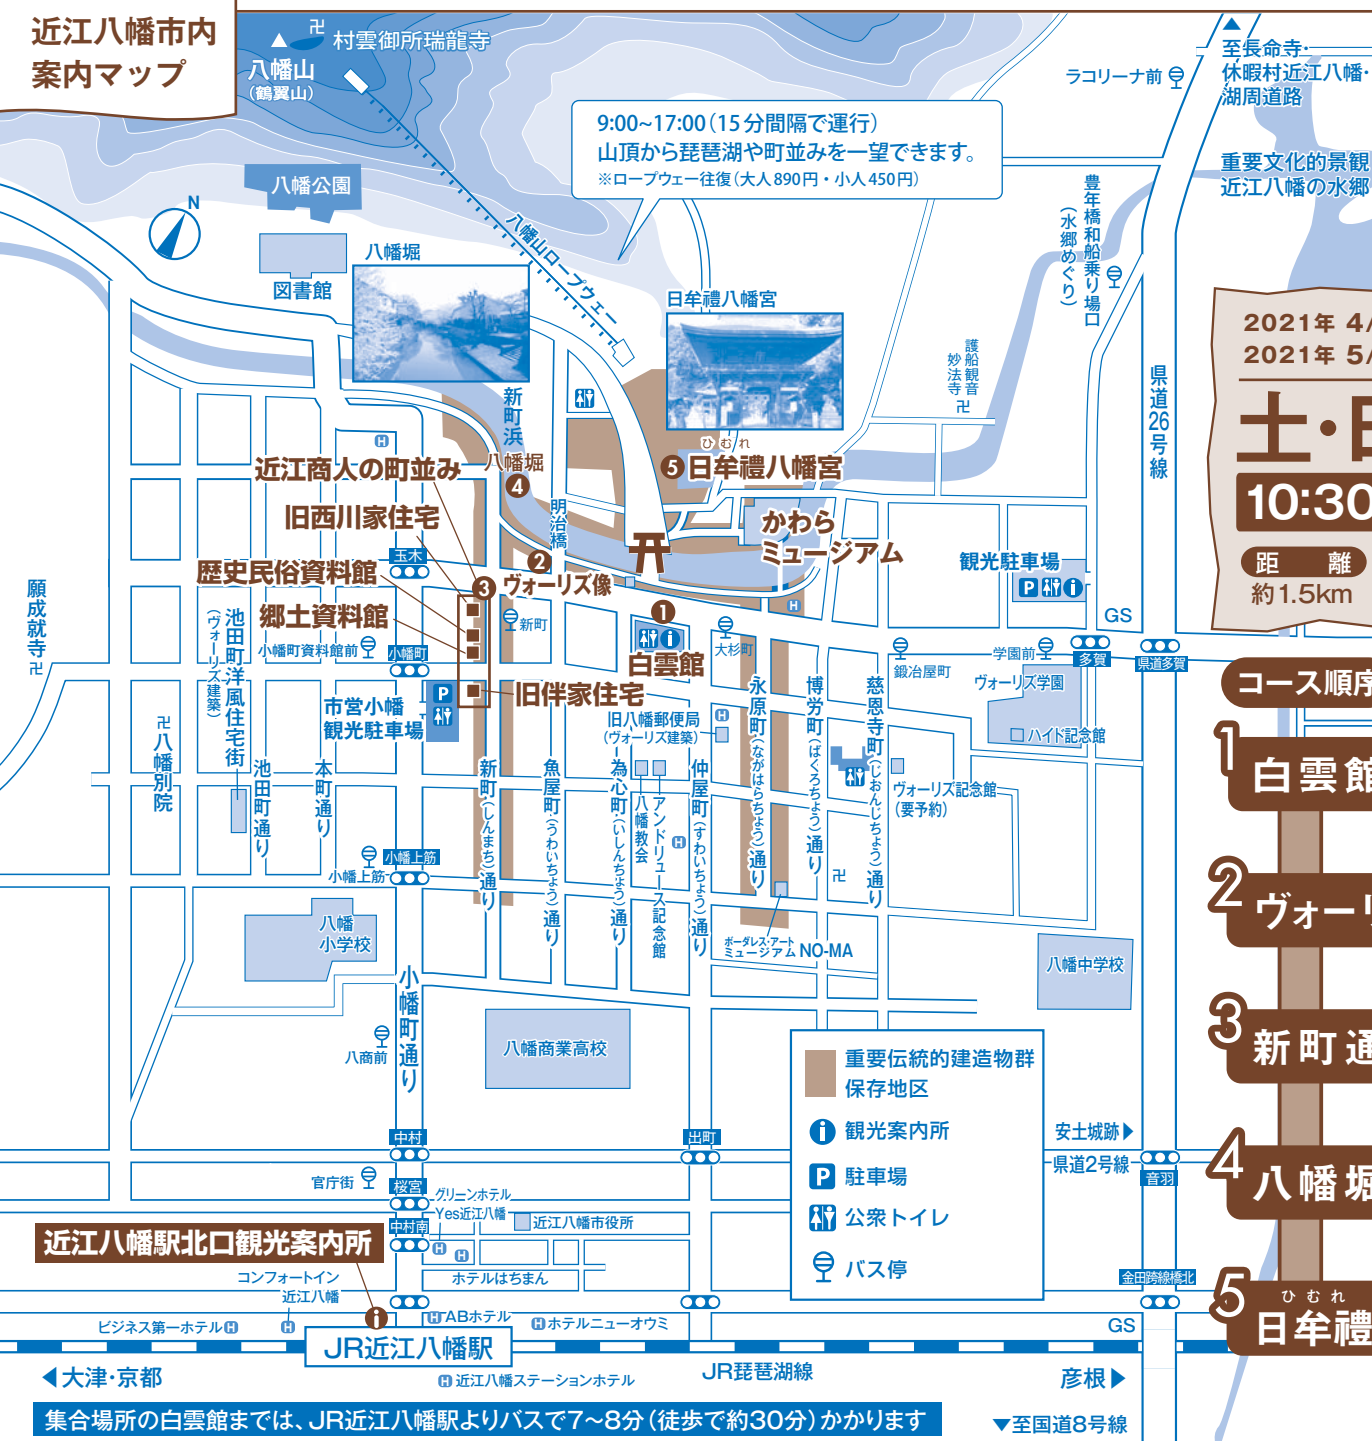 近江八幡市内
案内マップ
卍
村雲御所瑞龍寺
八幡山
(鶴翼山)
9:00~17:00(15分間隔で運行)
山頂から琵琶湖や町並みを一望できます。
※ロープウェー往復(大人890円・小人450円)
ラコリーナ前
至長命寺・
休暇村近江八幡・
湖周道路
重要文化的景観
近江八幡の水郷
豊年橋和船乗り場口
(水郷めぐり)
八幡公園
N
図書館
八幡堀
八幡山ロープウェー
日牟禮八幡宮
護船観音
妙法寺
卍
県道26号線
2021年 4/
2021年 5/
土・日
10:30
距 離
約1.5km
新町浜
H
近江商人の町並み
八幡堀
4
ひむれ
5 日牟禮八幡宮
旧西川家住宅
明治橋
かわら
ミュージアム
玉木
2
3 ヴォーリズ像
歴史民俗資料館
観光駐車場
P
願成就寺 卍
池田町洋風住宅街
(ヴォーリズ建築)
郷土資料館
新町
1
H
GS
小幡町資料館前
小幡町
白雲館
大杉町
鍛冶屋町
学園前
多賀
県道多賀
ヴォーリズ学園
ハイド記念館
P
市営小幡
観光駐車場
旧伴家住宅
旧八幡郵便局
(ヴォーリズ建築)
H
永原町(ながはらちょう)通り
博労町(ばくろちょう)通り
慈恩寺町(じおんじちょう)通り
コース順序
1
白雲館
卍八幡別院
池田町通り
本町通り
新町(しんまち)通り
魚屋町(うわいちょう)通り
為心町(いしんちょう)通り
八幡教会
アンドリュース記念館
H
仲屋町(すわいちょう)通り
ヴォーリズ記念館
(要予約)
小幡上筋
小幡上筋
卍
2
ヴォーリ
八幡
小学校
ボーダレス・アート
ミュージアム NO-MA
八幡中学校
小幡町通り
八商前
八幡商業高校
3
新町通
重要伝統的建造物群
保存地区
観光案内所
P 駐車場
公衆トイレ
バス停
中村
出町
安土城跡
県道2号線
音羽
4
八幡堀
官庁街
桜宮
グリーンホテル
Yes近江八幡
中村南
近江八幡市役所
H
H
近江八幡駅北口観光案内所
コンフォートイン
近江八幡
H
ホテルはちまん
金田跨線橋北
5
ひむれ
日牟禮
ビジネス第一ホテル H
H ABホテル
H ホテルニューオウミ
GS
JR近江八幡駅
大津・京都
H 近江八幡ステーションホテル
JR琵琶湖線
彦根
集合場所の白雲館までは、JR近江八幡駅よりバスで7〜8分(徒歩で約30分)かかります
▼至国道8号線